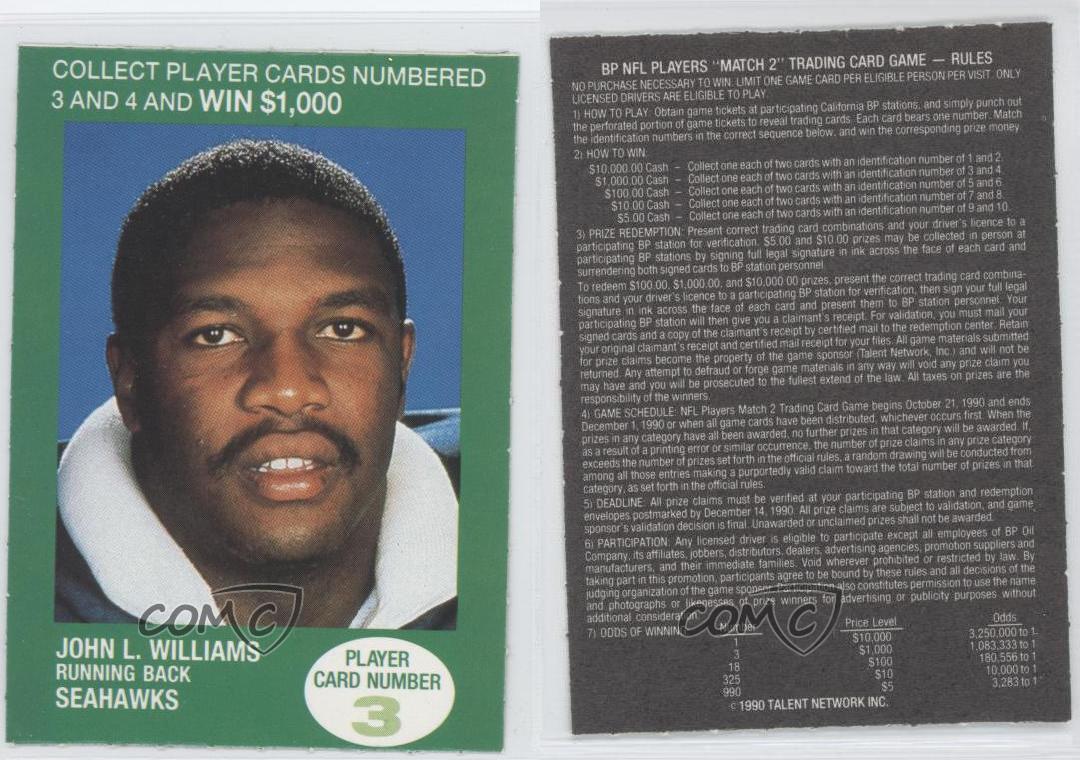 COLLECT PLAYER CARDS NUMBERED
3 AND 4 AND WIN $1,000
JOHN L. WILLIAMS
RUNNING BACK
SEAHAWKS
PLAYER
CARD NUMBER
3
COMC
BP NFL PLAYERS "MATCH 2" TRADING CARD GAME — RULES
NO PURCHASE NECESSARY TO WIN. LIMIT ONE GAME CARD PER ELIGIBLE PERSON PER VISIT. ONLY
LICENSED DRIVERS ARE ELIGIBLE TO PLAY.
1) HOW TO PLAY: Obtain game tickets at participating California BP stations, and simply punch out
the perforated portion of game tickets to reveal trading cards. Each card bears one number. Match
the identification numbers in the correct sequence below, and win the corresponding prize money.
2) HOW TO WIN:
$10,000.00 Cash – Collect one each of two cards with an identification number of 1 and 2.
$1,000.00 Cash – Collect one each of two cards with an identification number of 3 and 4.
$100.00 Cash – Collect one each of two cards with an identification number of 5 and 6.
$10.00 Cash – Collect one each of two cards with an identification number of 7 and 8.
$5.00 Cash – Collect one each of two cards with an identification number of 9 and 10.
3) PRIZE REDEMPTION: Present correct trading card combinations and your driver's licence to a
participating BP station for verification. $5.00 and $10.00 prizes may be collected in person at
participating BP stations by signing full legal signature in ink across the face of each card and
surrendering both signed cards to BP station personnel.
To redeem $100.00, $1,000.00, and $10,000.00 prizes, present the correct trading card combina-
tions and your driver's licence to a participating BP station for verification, then sign your full legal
signature in ink across the face of each card and present them to BP station personnel. Your
participating BP station will then give you a claimant's receipt. For validation, you must mail your
signed cards and a copy of the claimant's receipt by certified mail to the redemption center. Retain
your original claimant's receipt and certified mail receipt for your files. All game materials submitted
for prize claims become the property of the game sponsor (Talent Network, Inc.) and will not be
returned. Any attempt to defraud or forge game materials in any way will void any prize claim you
may have and you will be prosecuted to the fullest extend of the law. All taxes on prizes are the
responsibility of the winners.
4) GAME SCHEDULE: NFL Players Match 2 Trading Card Game begins October 21, 1990 and ends
December 1, 1990 or when all game cards have been distributed, whichever occurs first. When the
prizes in any category have all been awarded, no further prizes in that category will be awarded. If,
as a result of a printing error or similar occurrence, the number of prize claims in any prize category
exceeds the number of prizes set forth in the official rules, a random drawing will be conducted from
among all those entries making a purportedly valid claim toward the total number of prizes in that
category, as set forth in the official rules.
5) DEADLINE: All prize claims must be verified at your participating BP station and redemption
envelopes postmarked by December 14, 1990. All prize claims are subject to validation, and game
sponsor's validation decision is final. Unawarded or unclaimed prizes shall not be awarded.
6) PARTICIPATION: Any licensed driver is eligible to participate except all employees of BP Oil
Company, its affiliates, jobbers, distributors, dealers, advertising agencies, promotion suppliers and
manufacturers, and their immediate families. Void wherever prohibited or restricted by law. By
taking part in this promotion, participants agree to be bound by these rules and all decisions of the
judging organization of the game sponsor. Participation also constitutes permission to use the name
and photographs or likenesses of prize winners for advertising or publicity purposes without
additional consideration.
7) ODDS OF WINNING Number Price Level Odds
1 $10,000 3,250,000 to 1
3 $1,000 1,083,333 to 1
18 $100 180,556 to 1
325 $10 10,000 to 1
990 $5 3,283 to 1
© 1990 TALENT NETWORK INC.
COMC